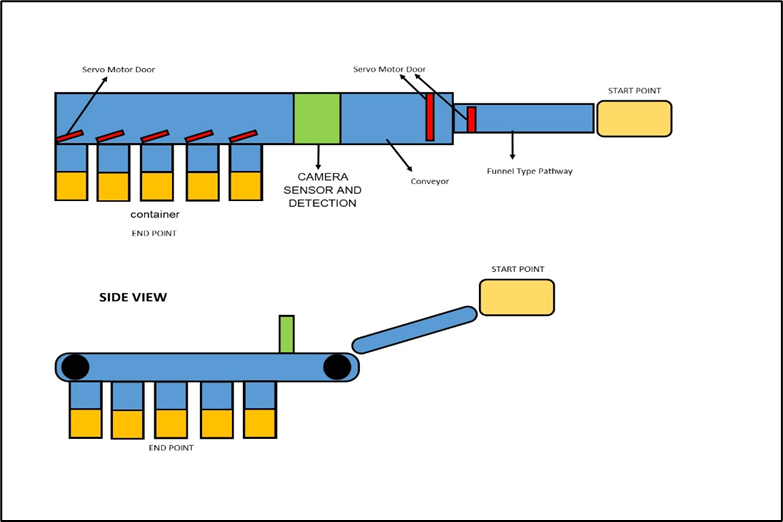 Servo Motor Door
Servo Motor Door
START POINT
CAMERA
SENSOR AND
DETECTION
Conveyor
Funnel Type Pathway
container
END POINT
START POINT
SIDE VIEW
END POINT